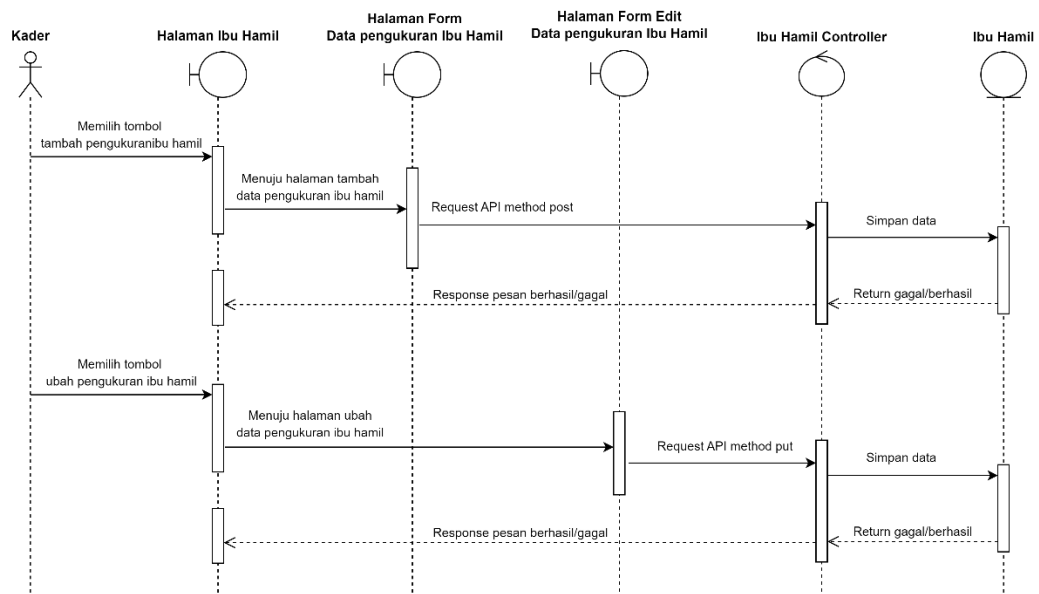 Kader
Halaman Ibu Hamil
Halaman Form
Data pengukuran Ibu Hamil
Halaman Form Edit
Data pengukuran Ibu Hamil
Ibu Hamil Controller
Ibu Hamil
Memilih tombol
tambah pengukuranibu hamil
Menuju halaman tambah
data pengukuran ibu hamil
Request API method post
Simpan data
Return gagal/berhasil
Response pesan berhasil/gagal
Memilih tombol
ubah pengukuran ibu hamil
Menuju halaman ubah
data pengukuran ibu hamil
Request API method put
Simpan data
Return gagal/berhasil
Response pesan berhasil/gagal